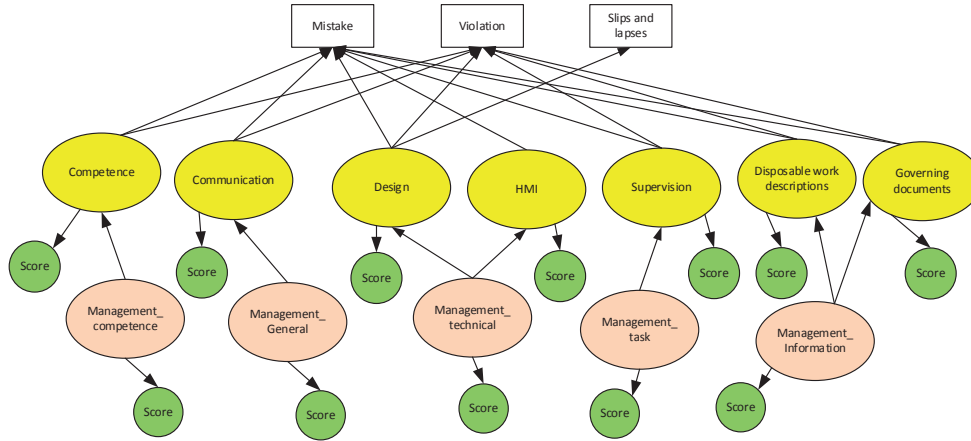 Mistake
Violation
Slips and
lapses
Competence
Communication
Design
HMI
Supervision
Disposable work
descriptions
Governing
documents
Score
Score
Score
Score
Score
Score
Score
Management_
competence
Management_
General
Management_
technical
Management_
task
Management_
Information
Score
Score
Score
Score
Score